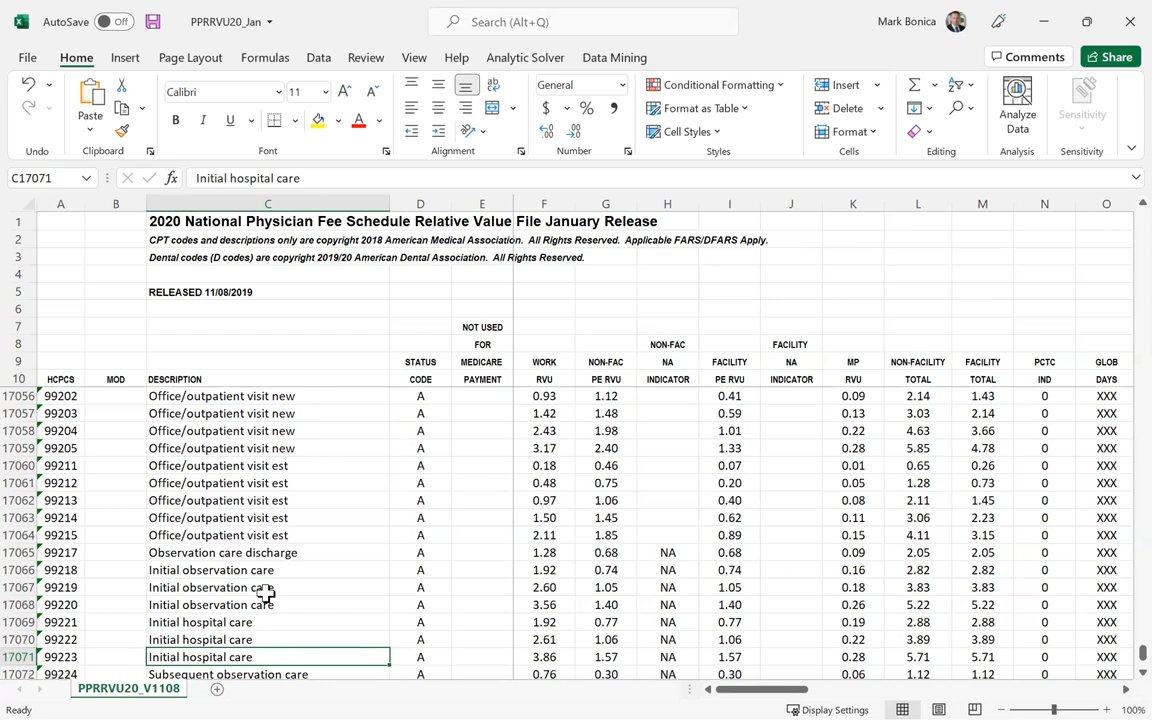 AutoSave Off PPRRVU20_Jan Search (Alt+Q) Mark Bonica
File Home Insert Page Layout Formulas Data Review View Help Analytic Solver Data Mining Comments Share
Paste Calibri 11 General Conditional Formatting Insert
Format as Table Delete Analyze Data Sensitivity
Cell Styles Format
Undo Clipboard Font Alignment Number Styles Cells Editing Analysis Sensitivity
C17071 fx Initial hospital care
A B C D E F G H I J K L M N O
1 2020 National Physician Fee Schedule Relative Value File January Release
2 CPT codes and descriptions only are copyright 2018 American Medical Association. All Rights Reserved. Applicable FARS/DFARS Apply.
3 Dental codes (D codes) are copyright 2019/20 American Dental Association. All Rights Reserved.
4
5 RELEASED 11/08/2019
6
7 NOT USED
8 FOR NON-FAC FACILITY
9 STATUS MEDICARE WORK NON-FAC NA FACILITY NA MP NON-FACILITY FACILITY PCTC GLOB
10 HCPCS MOD DESCRIPTION CODE PAYMENT RVU PE RVU INDICATOR PE RVU INDICATOR RVU TOTAL TOTAL IND DAYS
17056 99202 Office/outpatient visit new A 0.93 1.12 0.41 0.09 2.14 1.43 0 XXX
17057 99203 Office/outpatient visit new A 1.42 1.48 0.59 0.13 3.03 2.14 0 XXX
17058 99204 Office/outpatient visit new A 2.43 1.98 1.01 0.22 4.63 3.66 0 XXX
17059 99205 Office/outpatient visit new A 3.17 2.40 1.33 0.28 5.85 4.78 0 XXX
17060 99211 Office/outpatient visit est A 0.18 0.46 0.07 0.01 0.65 0.26 0 XXX
17061 99212 Office/outpatient visit est A 0.48 0.75 0.20 0.05 1.28 0.73 0 XXX
17062 99213 Office/outpatient visit est A 0.97 1.06 0.40 0.08 2.11 1.45 0 XXX
17063 99214 Office/outpatient visit est A 1.50 1.45 0.62 0.11 3.06 2.23 0 XXX
17064 99215 Office/outpatient visit est A 2.11 1.85 0.89 0.15 4.11 3.15 0 XXX
17065 99217 Observation care discharge A 1.28 0.68 NA 0.68 0.09 2.05 2.05 0 XXX
17066 99218 Initial observation care A 1.92 0.74 NA 0.74 0.16 2.82 2.82 0 XXX
17067 99219 Initial observation care A 2.60 1.05 NA 1.05 0.18 3.83 3.83 0 XXX
17068 99220 Initial observation care A 3.56 1.40 NA 1.40 0.26 5.22 5.22 0 XXX
17069 99221 Initial hospital care A 1.92 0.77 NA 0.77 0.19 2.88 2.88 0 XXX
17070 99222 Initial hospital care A 2.61 1.06 NA 1.06 0.22 3.89 3.89 0 XXX
17071 99223 Initial hospital care A 3.86 1.57 NA 1.57 0.28 5.71 5.71 0 XXX
17072 99224 Subsequent observation care A 0.76 0.30 NA 0.30 0.06 1.12 1.12 0 XXX
PPRRVU20_V1108
Ready Display Settings 100%